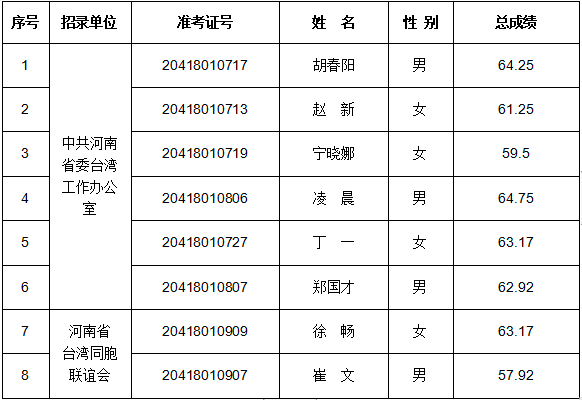 序号 招录单位 准考证号 姓 名 性 别 总成绩
1 中共河南省委台湾工作办公室 20418010717 胡春阳 男 64.25
2 20418010713 赵 新 女 61.25
3 20418010719 宁晓娜 女 59.5
4 20418010806 凌 晨 男 64.75
5 20418010727 丁 一 女 63.17
6 20418010807 郑国才 男 62.92
7 河南省台湾同胞联谊会 20418010909 徐 畅 女 63.17
8 20418010907 崔 文 男 57.92